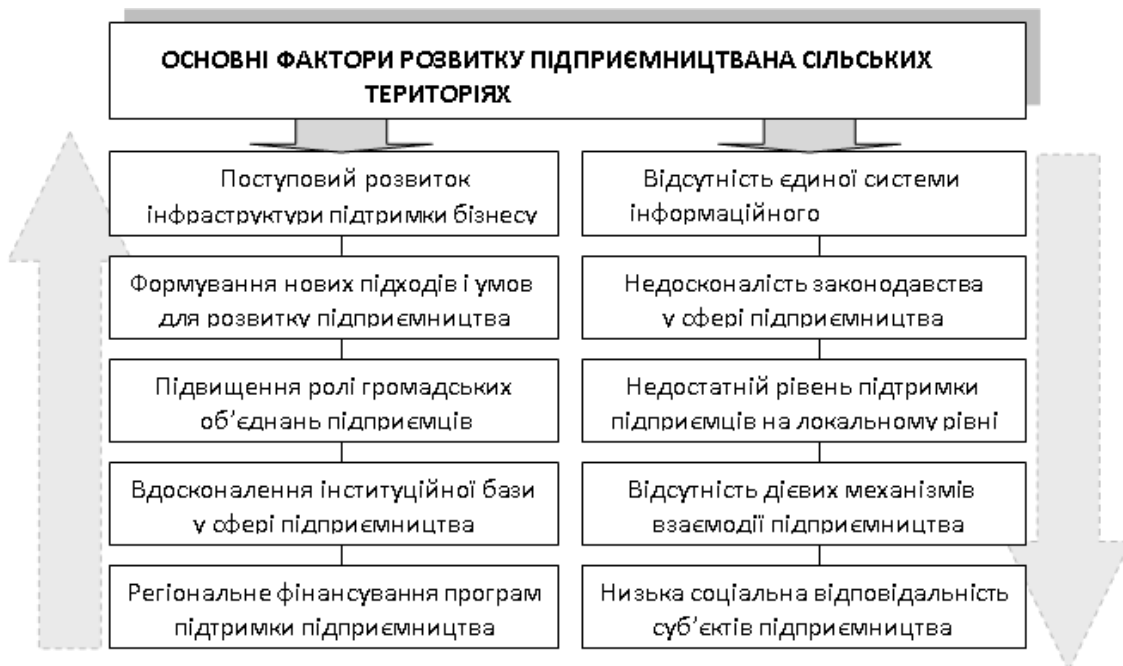 ОСНОВНІ ФАКТОРИ РОЗВИТКУ ПІДПРИЄМНИЦТВАНА СІЛЬСЬКИХ
ТЕРИТОРІЯХ
Поступовий розвиток
інфраструктури підтримки бізнесу
Формування нових підходів і умов
для розвитку підприємництва
Підвищення ролі громадських
об’єднань підприємців
Вдосконалення інституційної бази
у сфері підприємництва
Регіональне фінансування програм
підтримки підприємництва
Відсутність єдиної системи
інформаційного
Недосконалість законодавства
у сфері підприємництва
Недостатній рівень підтримки
підприємців на локальному рівні
Відсутність дієвих механізмів
взаємодії підприємництва
Низька соціальна відповідальність
суб’єктів підприємництва